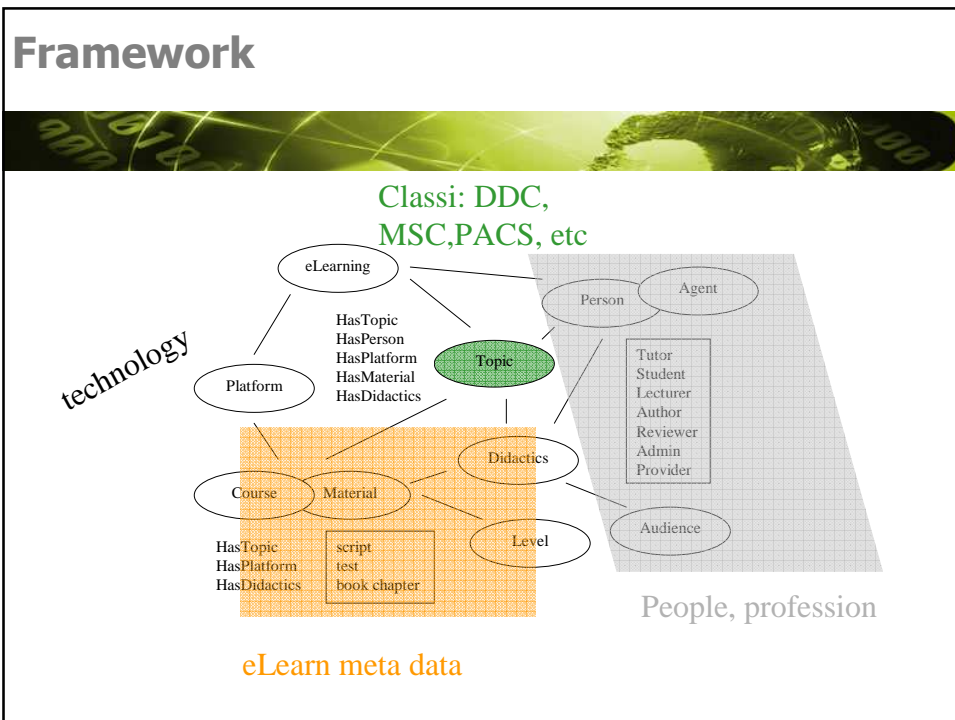 Framework
Classi: DDC,
MSC,PACS, etc
eLearning
Person
Agent
HasTopic
HasPerson
HasPlatform
HasMaterial
HasDidactics
Topic
technology
Platform
Tutor
Student
Lecturer
Author
Reviewer
Admin
Provider
Didactics
Course
Material
Level
Audience
HasTopic
HasPlatform
HasDidactics
script
test
book chapter
People, profession
eLearn meta data